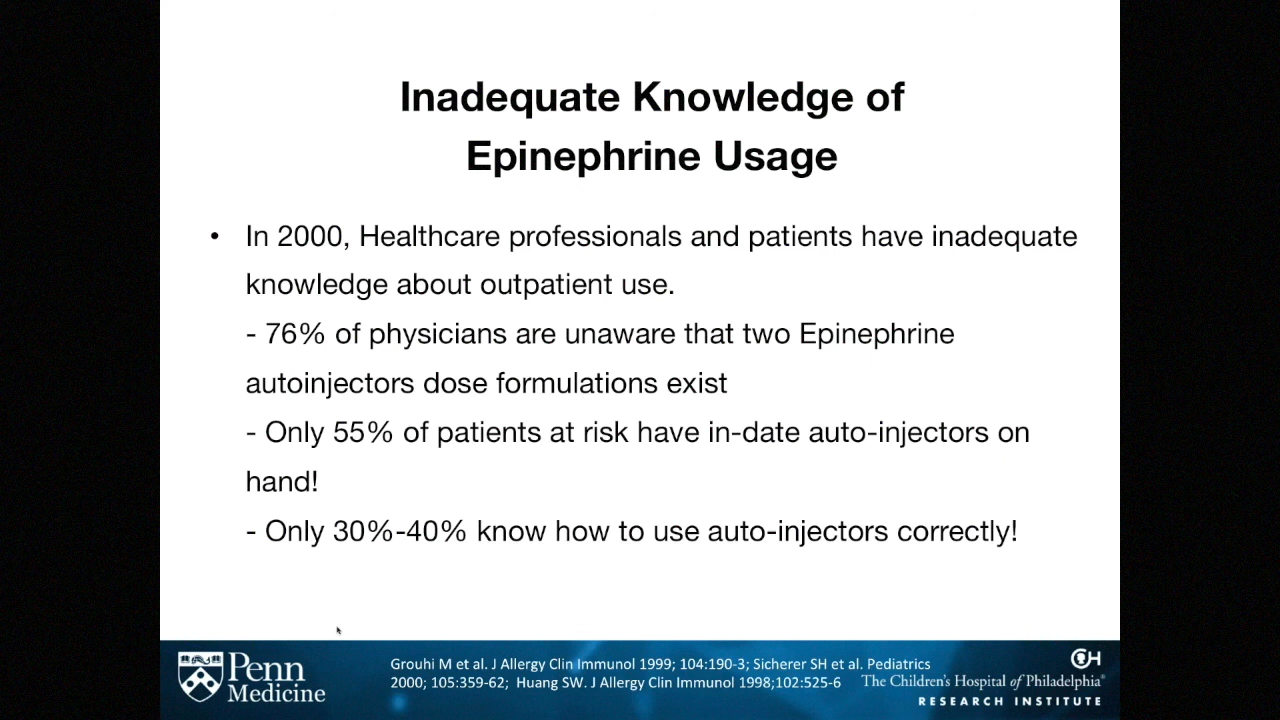 Inadequate Knowledge of
Epinephrine Usage
• In 2000, Healthcare professionals and patients have inadequate
knowledge about outpatient use.
- 76% of physicians are unaware that two Epinephrine
autoinjectors dose formulations exist
- Only 55% of patients at risk have in-date auto-injectors on
hand!
- Only 30%-40% know how to use auto-injectors correctly!
Penn
Medicine
Grouhi M et al. J Allergy Clin Immunol 1999; 104:190-3; Sicherer SH et al. Pediatrics
2000; 105:359-62; Huang SW. J Allergy Clin Immunol 1998;102:525-6
The Children's Hospital of Philadelphia®
RESEARCH INSTITUTE